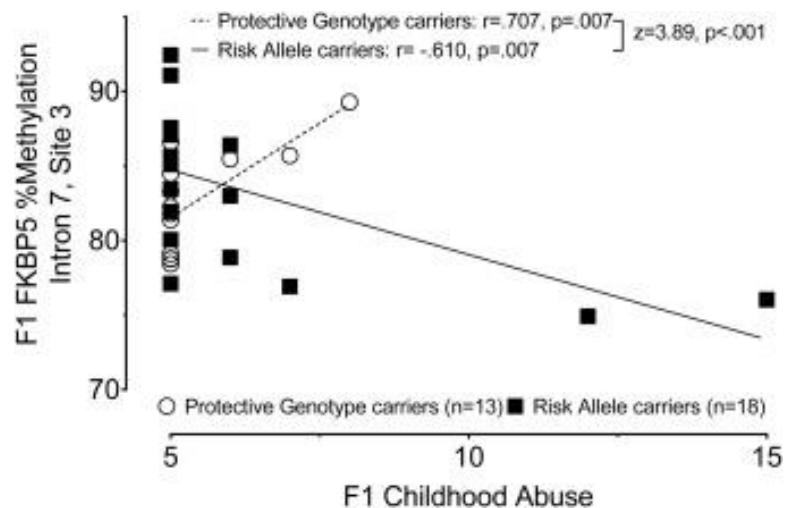 Protective Genotype carriers: r=.707, p=.007
Risk Allele carriers: r= -.610, p=.007
z=3.89, p<.001
90
80
70
F1 FKBP5 %Methylation
Intron 7, Site 3
Protective Genotype carriers (n=13)
Risk Allele carriers (n=18)
5
10
15
F1 Childhood Abuse